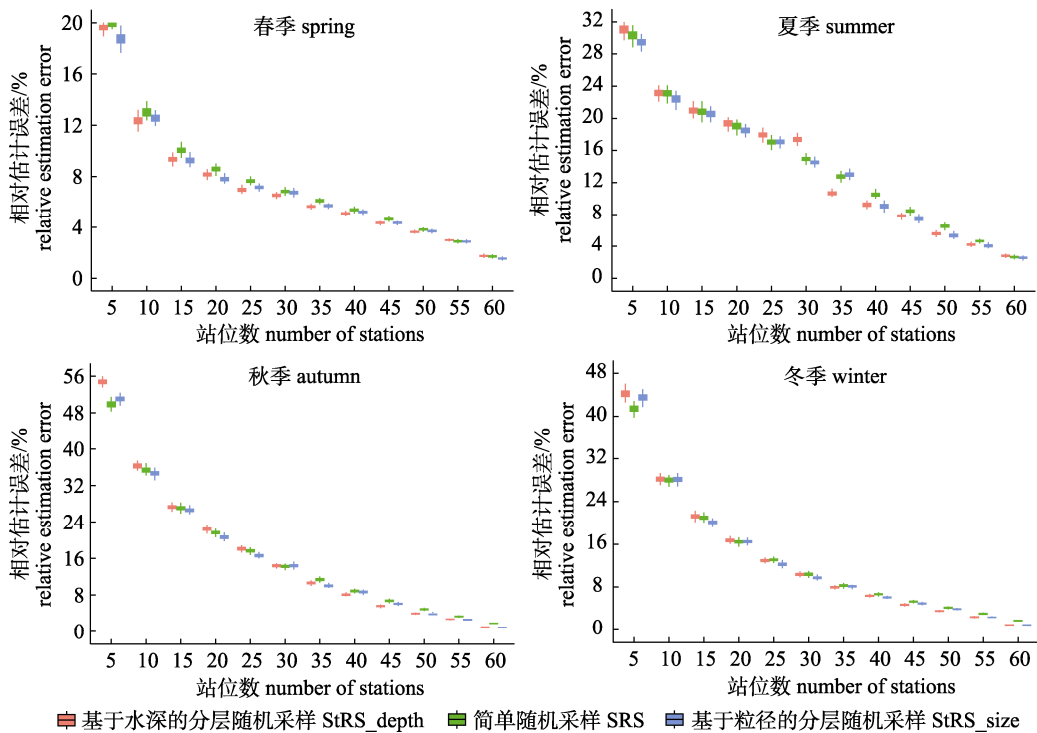 春季 spring
相对估计误差/%
relative estimation error
20
16
12
8
4
0
5 10 15 20 25 30 35 40 45 50 55 60
站位数 number of stations
夏季 summer
相对估计误差/%
relative estimation error
32
28
24
20
16
12
8
4
0
5 10 15 20 25 30 35 40 45 50 55 60
站位数 number of stations
秋季 autumn
相对估计误差/%
relative estimation error
56
48
40
32
24
16
8
0
5 10 15 20 25 30 35 40 45 50 55 60
站位数 number of stations
冬季 winter
相对估计误差/%
relative estimation error
48
40
32
24
16
8
0
5 10 15 20 25 30 35 40 45 50 55 60
站位数 number of stations
基于水深的分层随机采样 StRS_depth 简单随机采样 SRS 基于粒径的分层随机采样 StRS_size